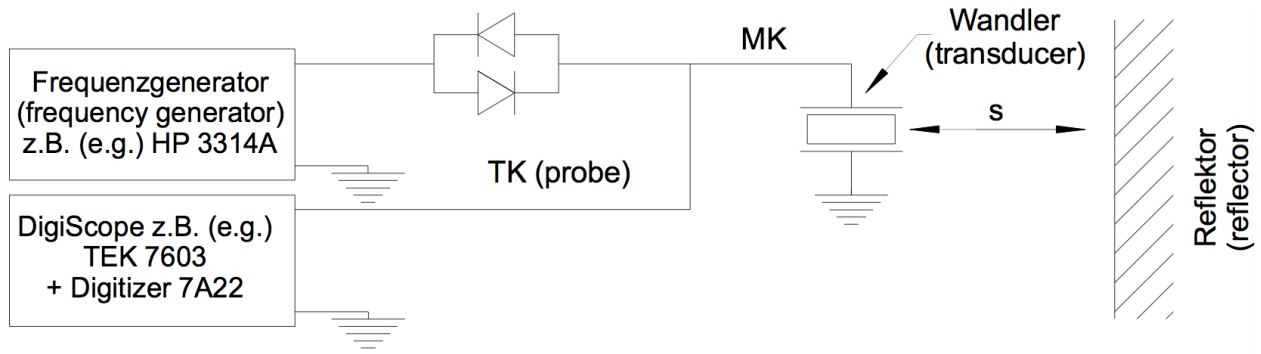 Frequenzgenerator
(frequency generator)
z.B. (e.g.) HP 3314A
MK
Wandler
(transducer)
s
TK (probe)
DigiScope z.B. (e.g.)
TEK 7603
+ Digitizer 7A22
Reflektor
(reflector)